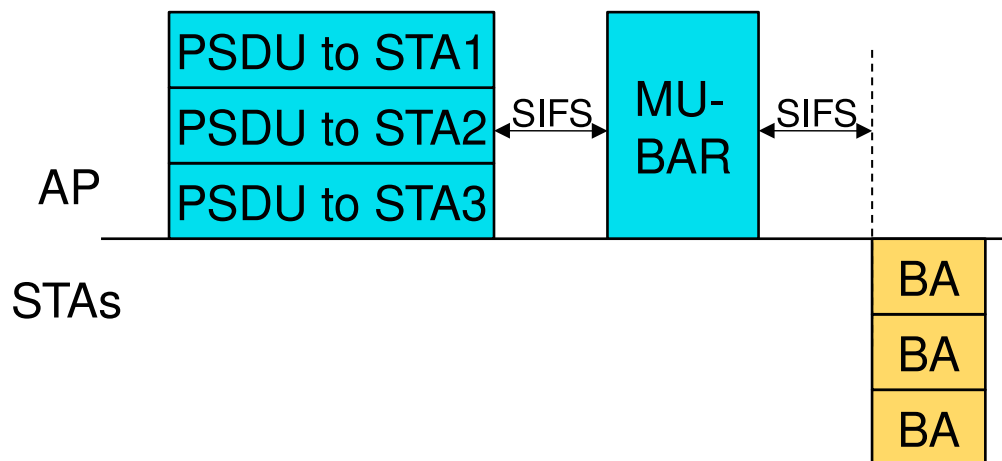 PSDU to STA1
PSDU to STA2
PSDU to STA3
SIFS
MU-
BAR
SIFS
AP
STAs
BA
BA
BA